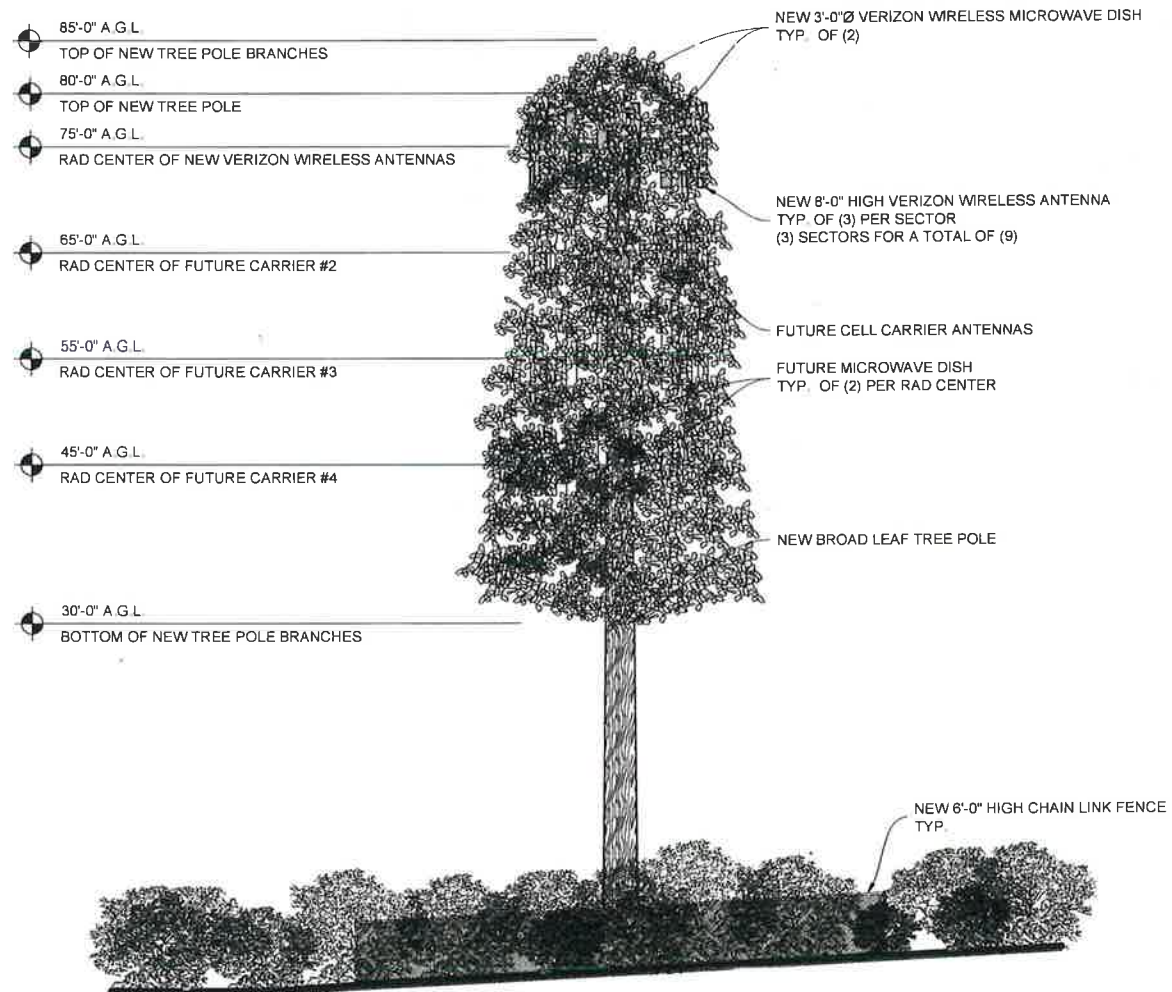 85'-0" A.G.L.
TOP OF NEW TREE POLE BRANCHES
80'-0" A.G.L.
TOP OF NEW TREE POLE
75'-0" A.G.L.
RAD CENTER OF NEW VERIZON WIRELESS ANTENNAS
65'-0" A.G.L.
RAD CENTER OF FUTURE CARRIER #2
55'-0" A.G.L.
RAD CENTER OF FUTURE CARRIER #3
45'-0" A.G.L.
RAD CENTER OF FUTURE CARRIER #4
30'-0" A.G.L.
BOTTOM OF NEW TREE POLE BRANCHES
NEW 3'-0"Ø VERIZON WIRELESS MICROWAVE DISH
TYP. OF (2)
NEW 8'-0" HIGH VERIZON WIRELESS ANTENNA
TYP. OF (3) PER SECTOR
(3) SECTORS FOR A TOTAL OF (9)
FUTURE CELL CARRIER ANTENNAS
FUTURE MICROWAVE DISH
TYP. OF (2) PER RAD CENTER
NEW BROAD LEAF TREE POLE
NEW 6'-0" HIGH CHAIN LINK FENCE
TYP.